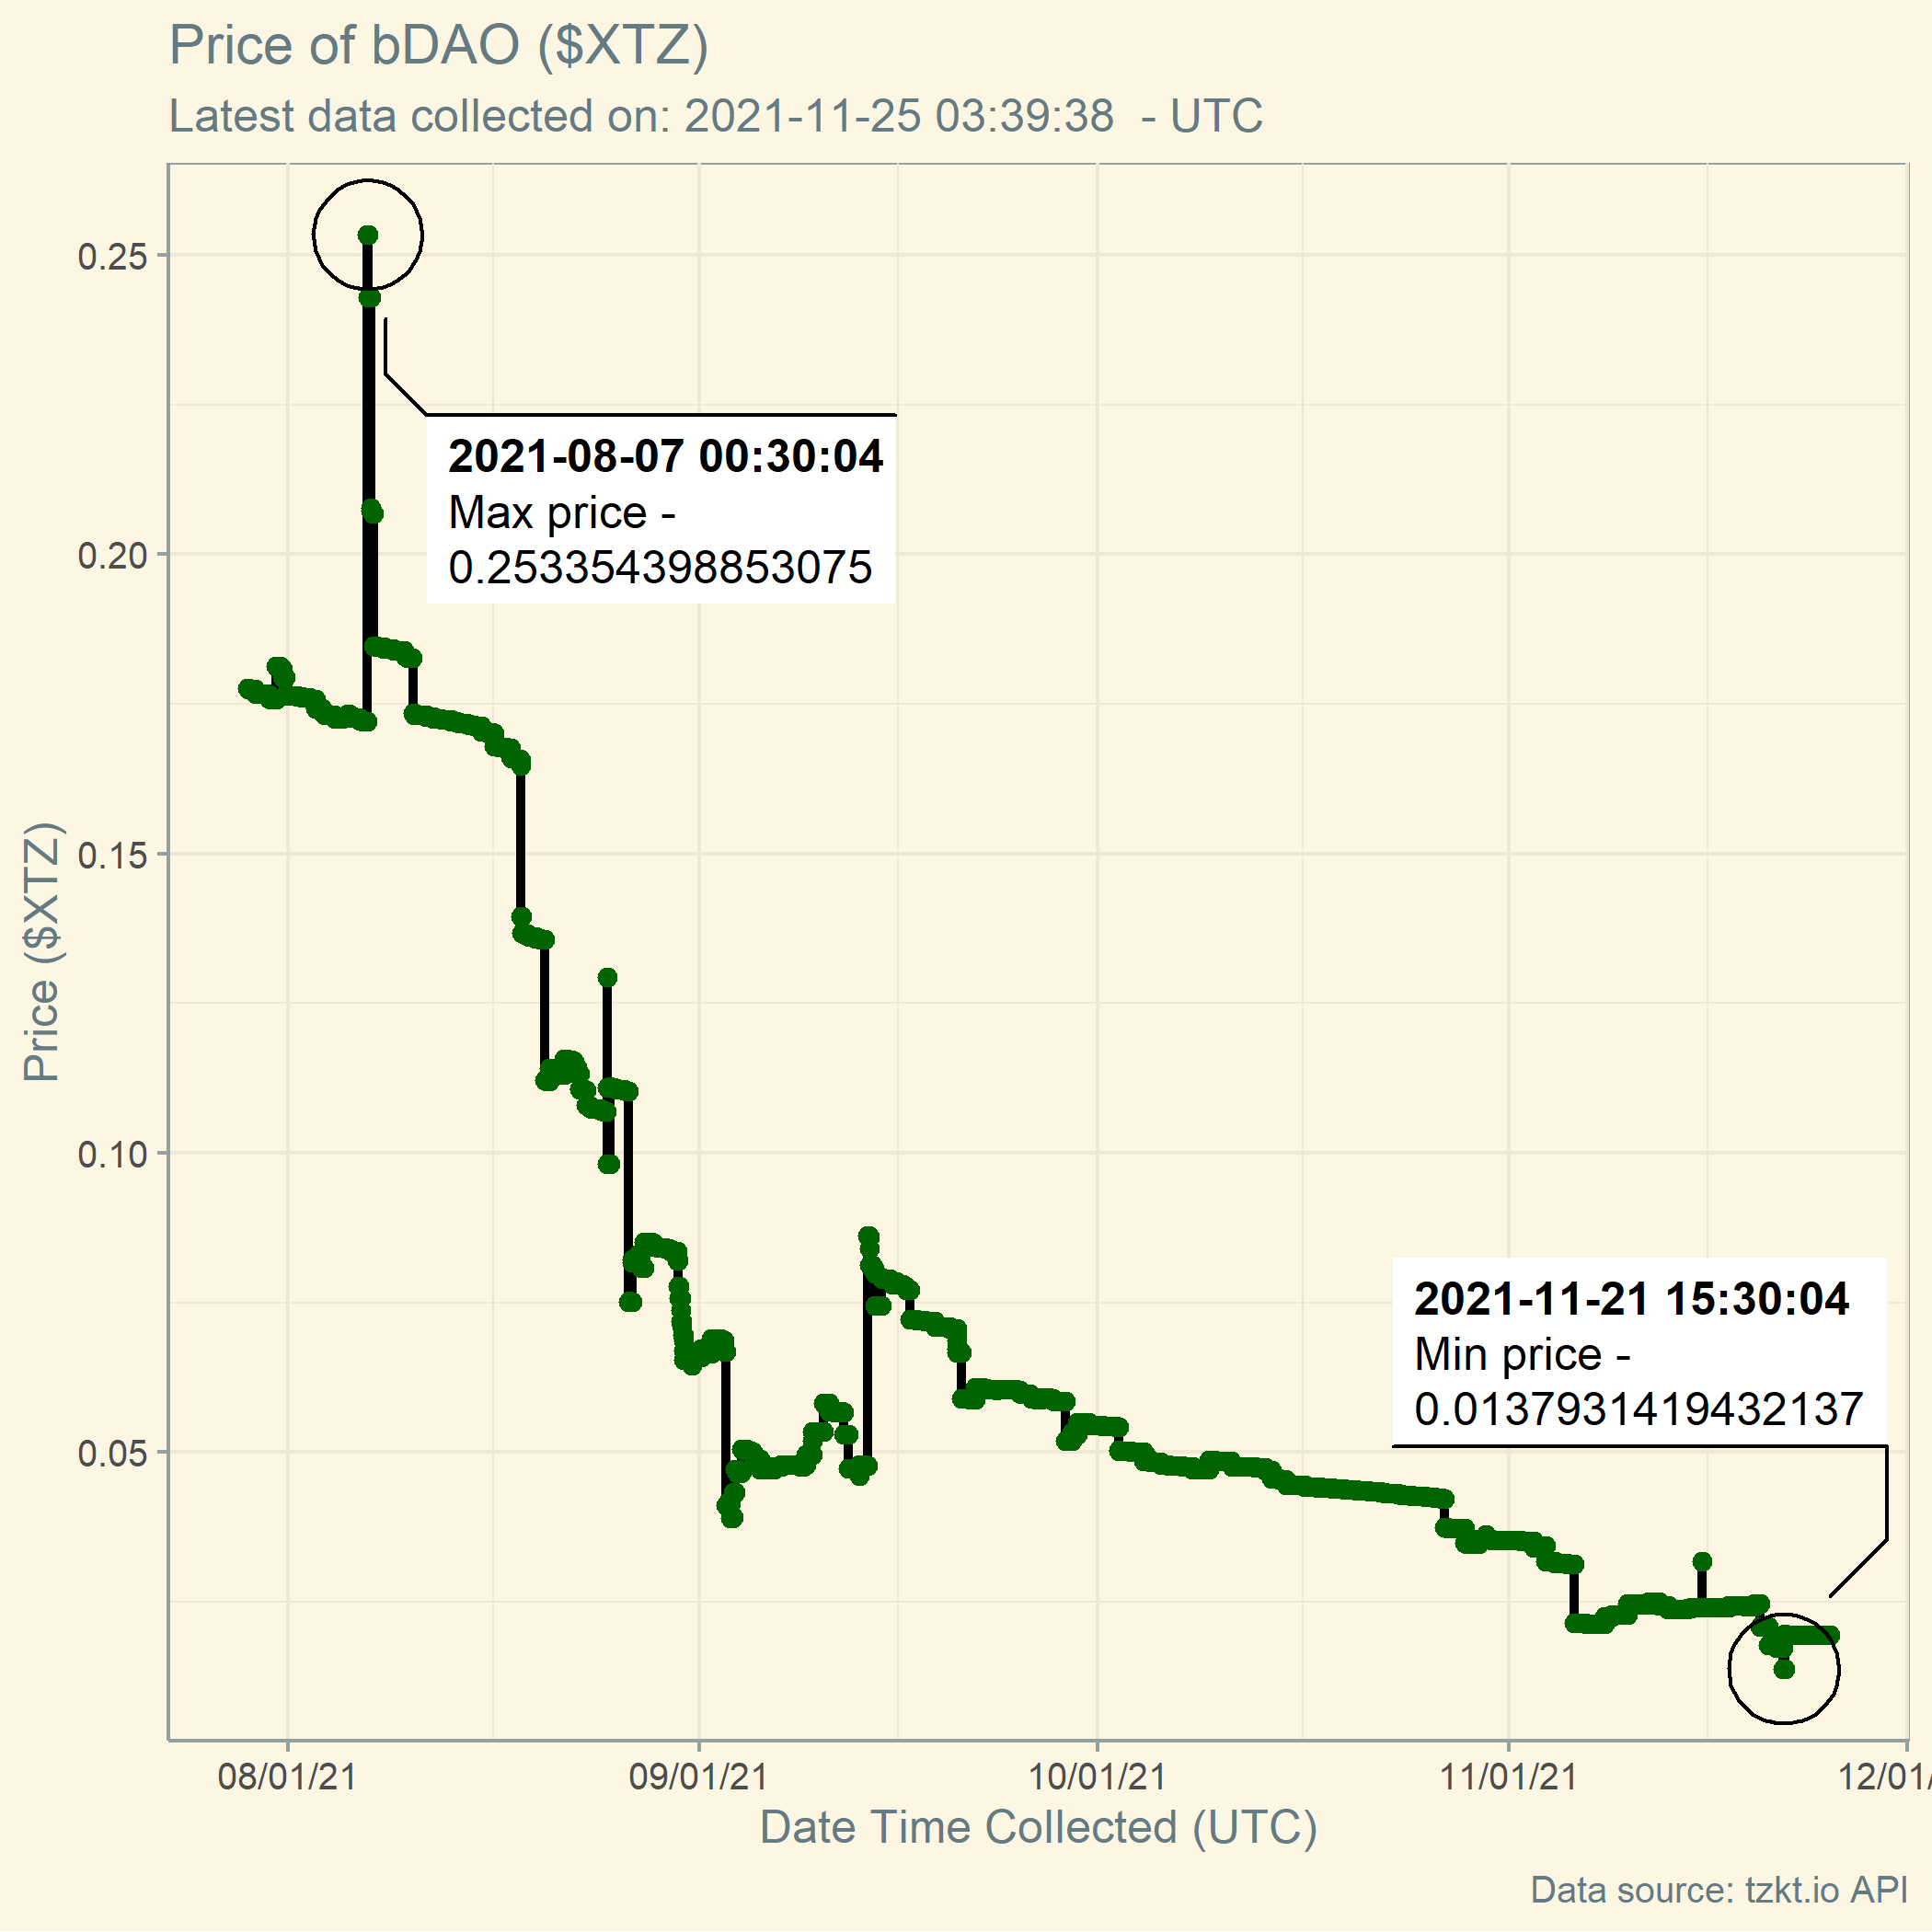 Price of bDAO ($XTZ)
Latest data collected on: 2021-11-25 03:39:38 - UTC
0.25
2021-08-07 00:30:04
Max price -
0.253354398853075
0.20
0.15
Price ($XTZ)
0.10
2021-11-21 15:30:04
Min price -
0.0137931419432137
0.05
08/01/21
09/01/21
10/01/21
11/01/21
12/01/
Date Time Collected (UTC)
Data source: tzkt.io API